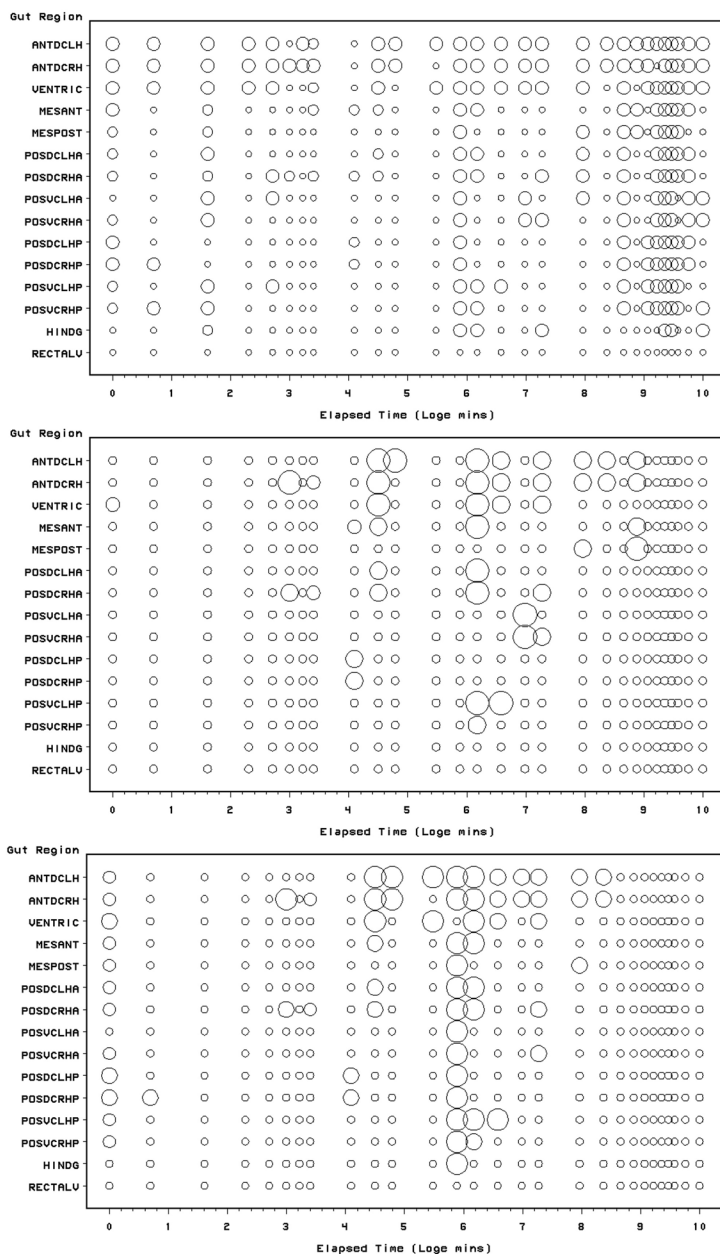 Gut Region
ANTDCLH
ANTDCRH
VENTRIC
MESANT
MESPOST
POSDCLHA
POSDCRHA
POSVCLHA
POSVCRHA
POSDCLHP
POSDCRHP
POSVCLHP
POSVCRHP
HINDG
RECTALV
0 1 2 3 4 5 6 7 8 9 10
Elapsed Time (Loge mins)
Gut Region
ANTDCLH
ANTDCRH
VENTRIC
MESANT
MESPOST
POSDCLHA
POSDCRHA
POSVCLHA
POSVCRHA
POSDCLHP
POSDCRHP
POSVCLHP
POSVCRHP
HINDG
RECTALV
0 1 2 3 4 5 6 7 8 9 10
Elapsed Time (Loge mins)
Gut Region
ANTDCLH
ANTDCRH
VENTRIC
MESANT
MESPOST
POSDCLHA
POSDCRHA
POSVCLHA
POSVCRHA
POSDCLHP
POSDCRHP
POSVCLHP
POSVCRHP
HINDG
RECTALV
0 1 2 3 4 5 6 7 8 9 10
Elapsed Time (Loge mins)